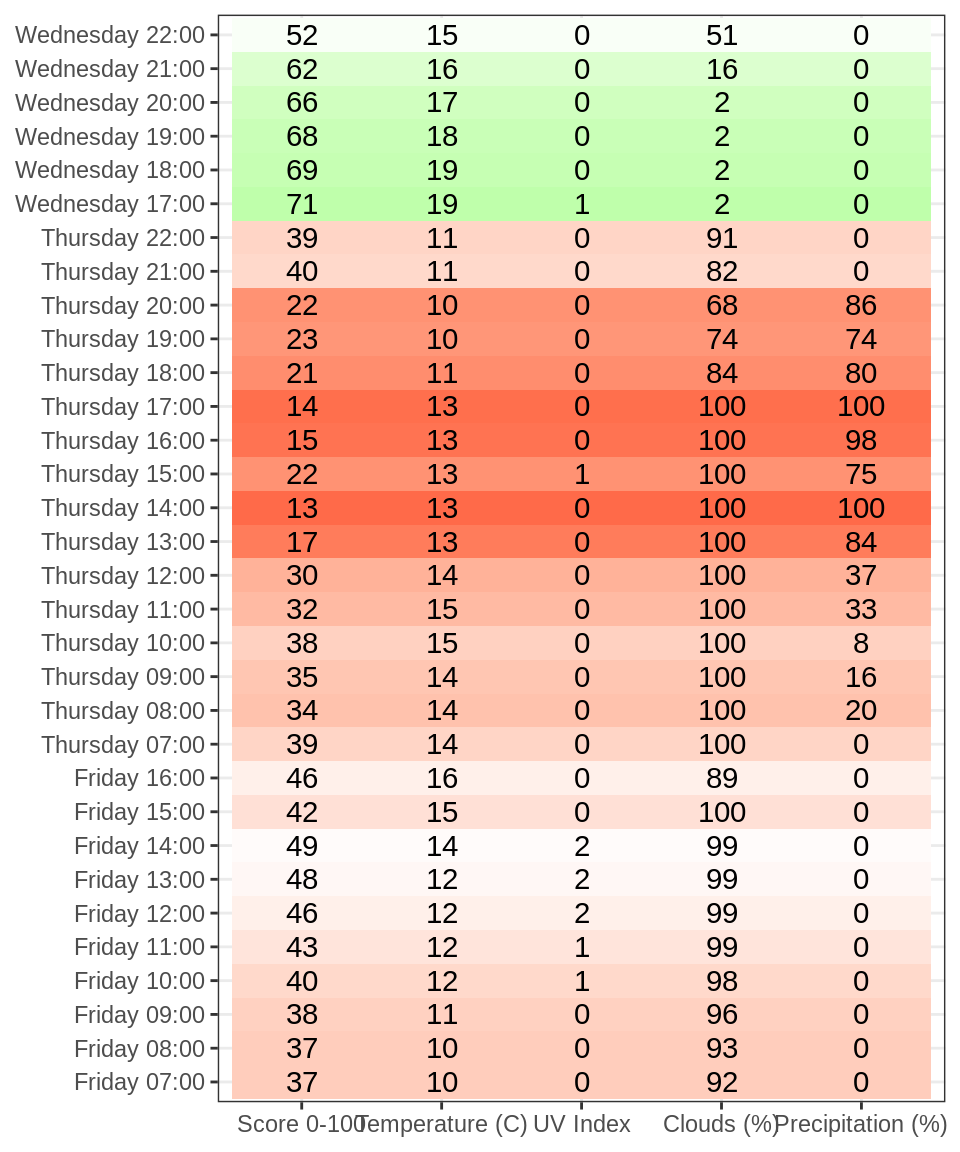 Wednesday 22:00 52 15 0 51 0
Wednesday 21:00 62 16 0 16 0
Wednesday 20:00 66 17 0 2 0
Wednesday 19:00 68 18 0 2 0
Wednesday 18:00 69 19 0 2 0
Wednesday 17:00 71 19 1 2 0
Thursday 22:00 39 11 0 91 0
Thursday 21:00 40 11 0 82 0
Thursday 20:00 22 10 0 68 86
Thursday 19:00 23 10 0 74 74
Thursday 18:00 21 11 0 84 80
Thursday 17:00 14 13 0 100 100
Thursday 16:00 15 13 0 100 98
Thursday 15:00 22 13 1 100 75
Thursday 14:00 13 13 0 100 100
Thursday 13:00 17 13 0 100 84
Thursday 12:00 30 14 0 100 37
Thursday 11:00 32 15 0 100 33
Thursday 10:00 38 15 0 100 8
Thursday 09:00 35 14 0 100 16
Thursday 08:00 34 14 0 100 20
Thursday 07:00 39 14 0 100 0
Friday 16:00 46 16 0 89 0
Friday 15:00 42 15 0 100 0
Friday 14:00 49 14 2 99 0
Friday 13:00 48 12 2 99 0
Friday 12:00 46 12 2 99 0
Friday 11:00 43 12 1 99 0
Friday 10:00 40 12 1 98 0
Friday 09:00 38 11 0 96 0
Friday 08:00 37 10 0 93 0
Friday 07:00 37 10 0 92 0
Score 0-100 Temperature (C) UV Index Clouds (%) Precipitation (%)